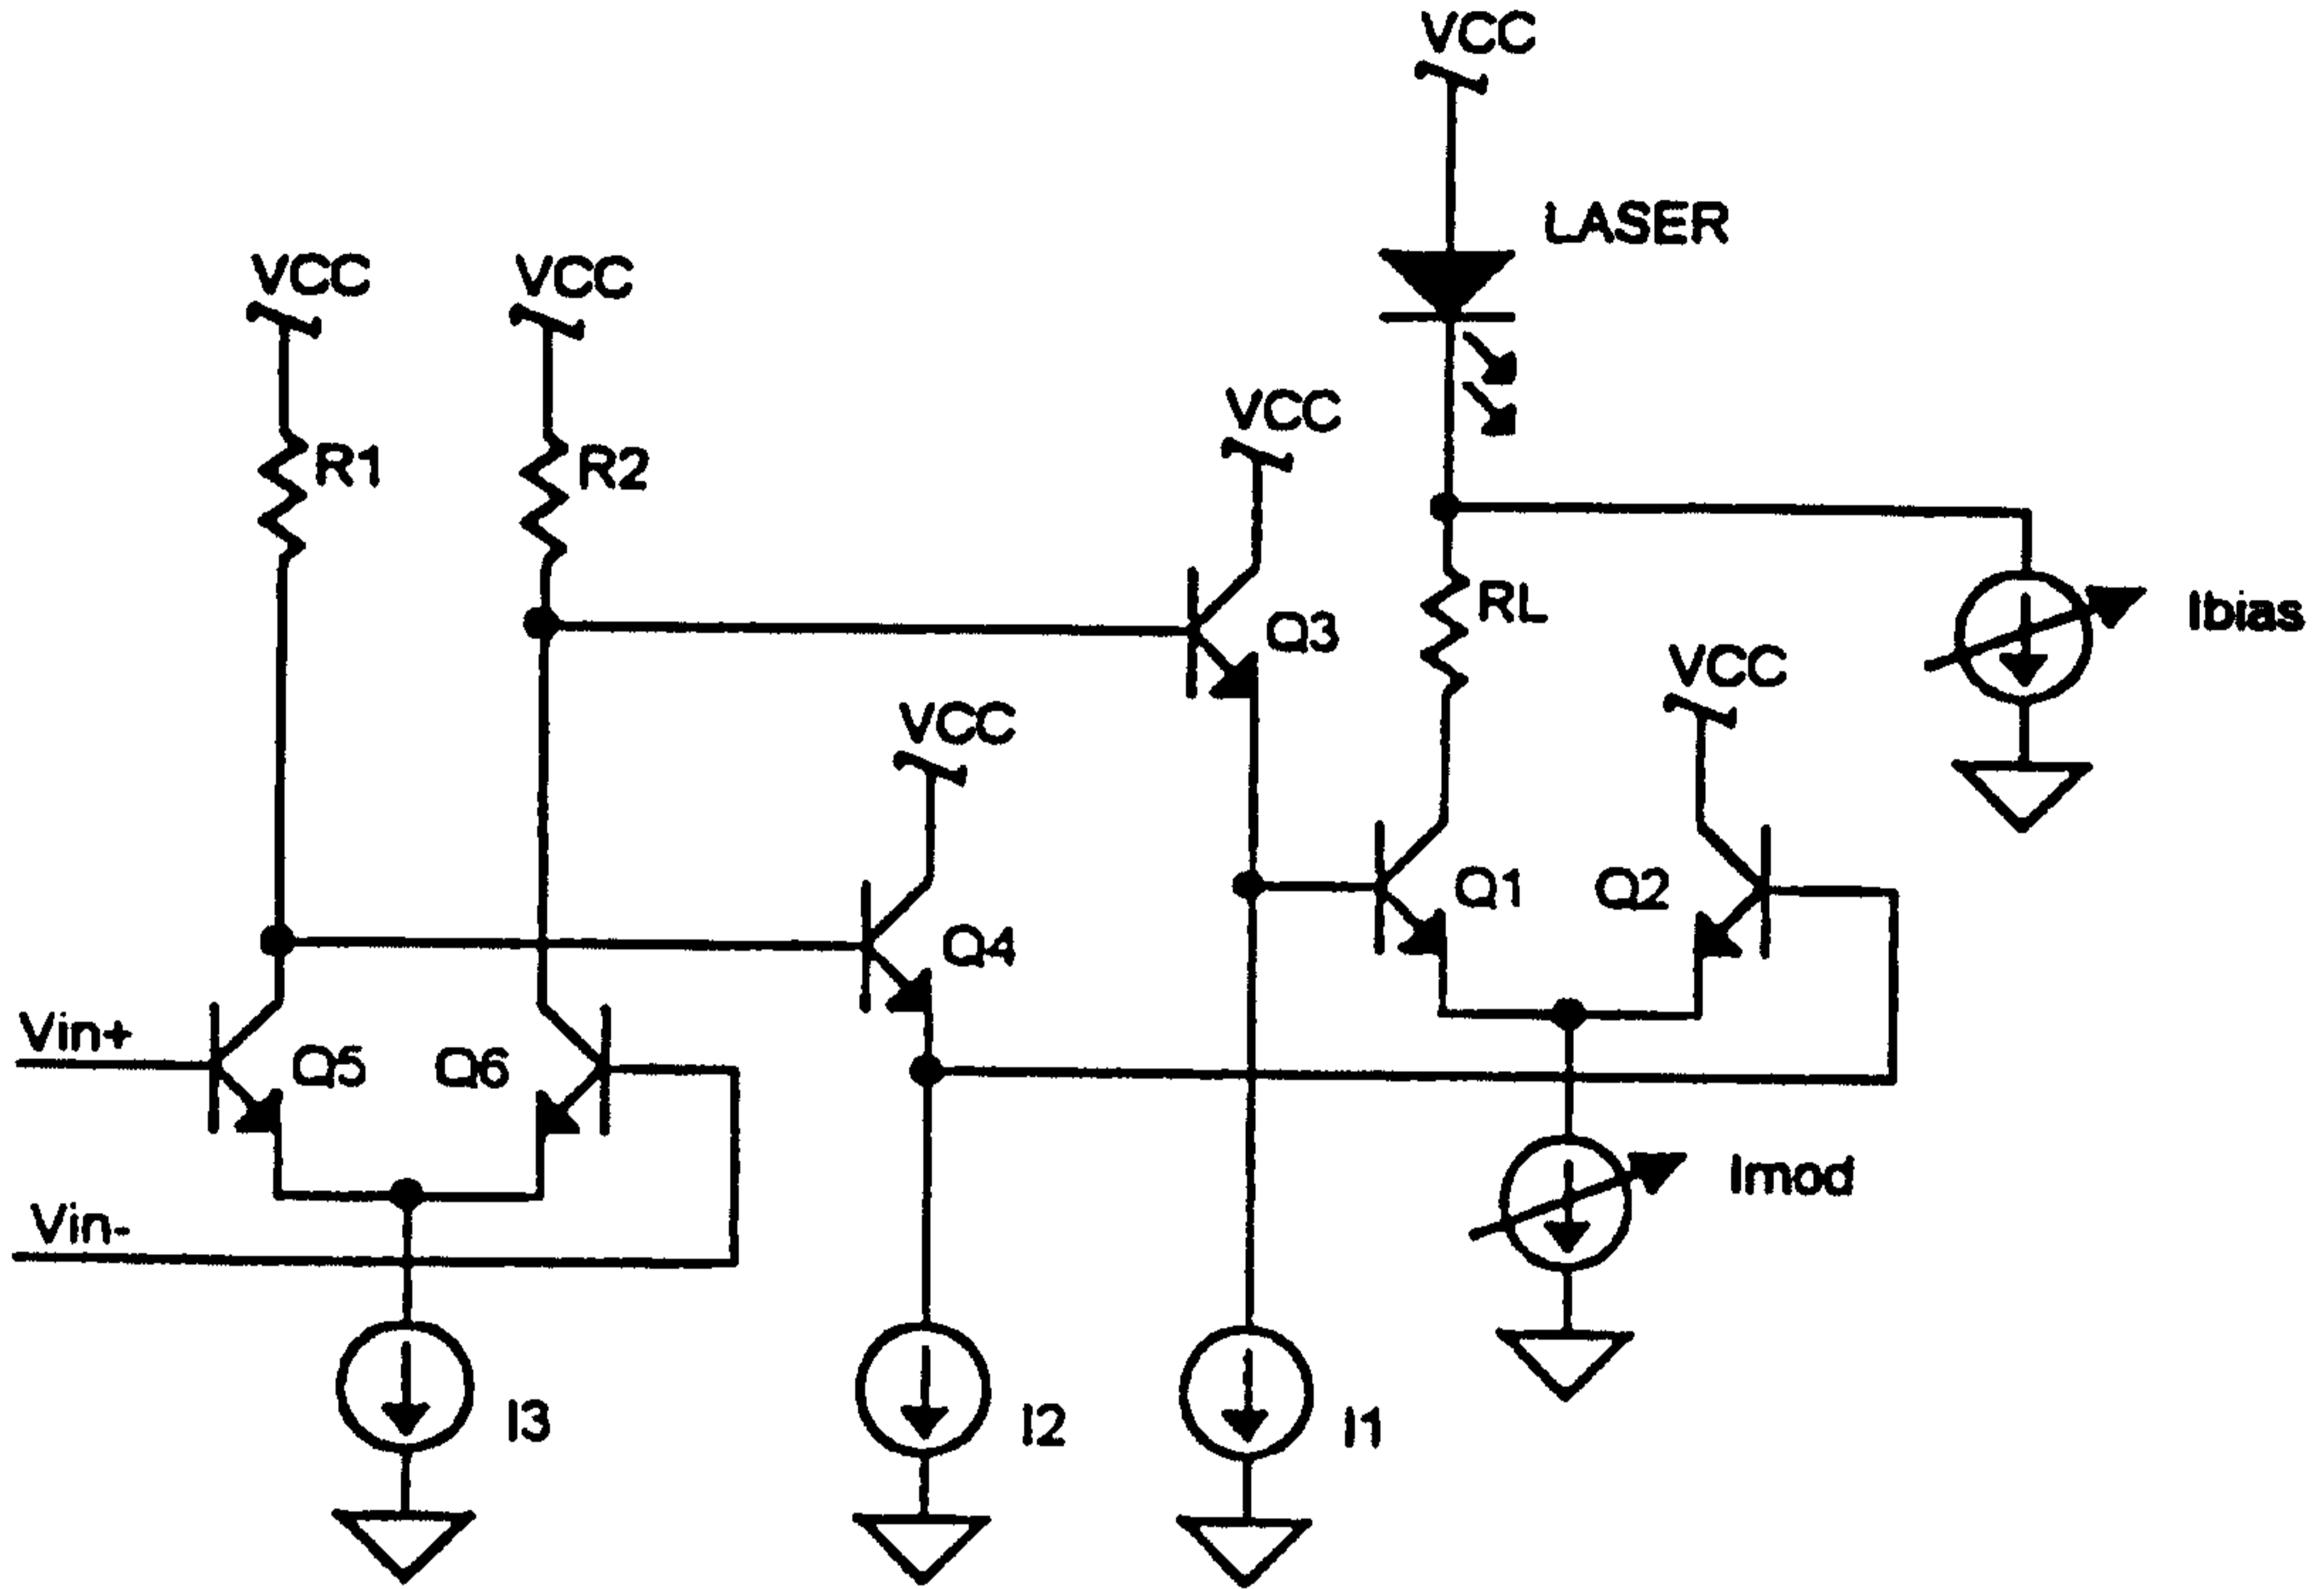 VCC
LASER
VCC
VCC
VCC
R1
R2
Q3
RL
Ibias
VCC
VCC
Q4
Q1
Q2
Vin+
Q5
Q6
Vin-
Imod
I3
I2
I1